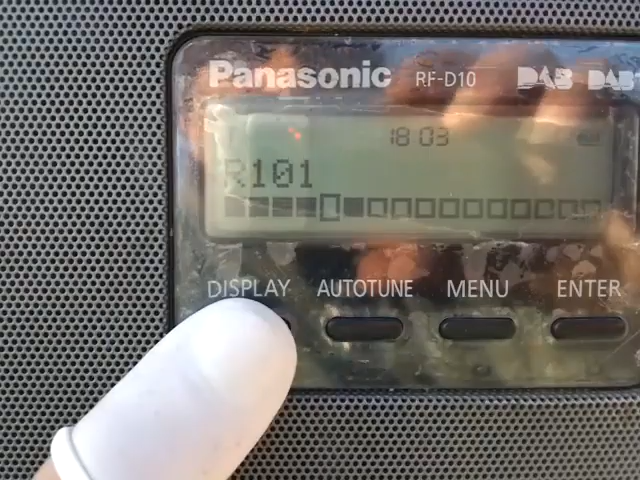 Panasonic RF-D10 DAB DAB
18 03
R101
DISPLAY AUTOTUNE MENU ENTER